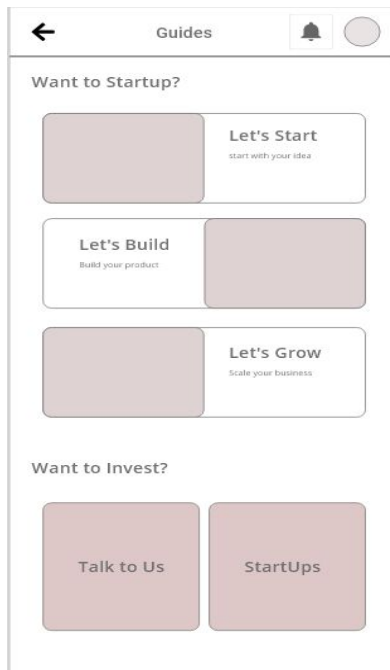 Guides
Want to Startup?
Let's Start
start with your idea
Let's Build
Build your product
Let's Grow
Scale your business
Want to Invest?
Talk to Us
StartUps